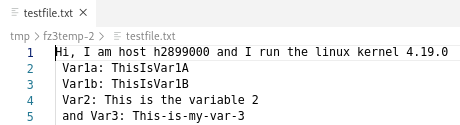 testfile.txt ×
tmp > fz3temp-2 > testfile.txt
1 Hi, I am host h2899000 and I run the linux kernel 4.19.0
2 Var1a: ThisIsVar1A
3 Var1b: ThisIsVar1B
4 Var2: This is the variable 2
5 and Var3: This-is-my-var-3